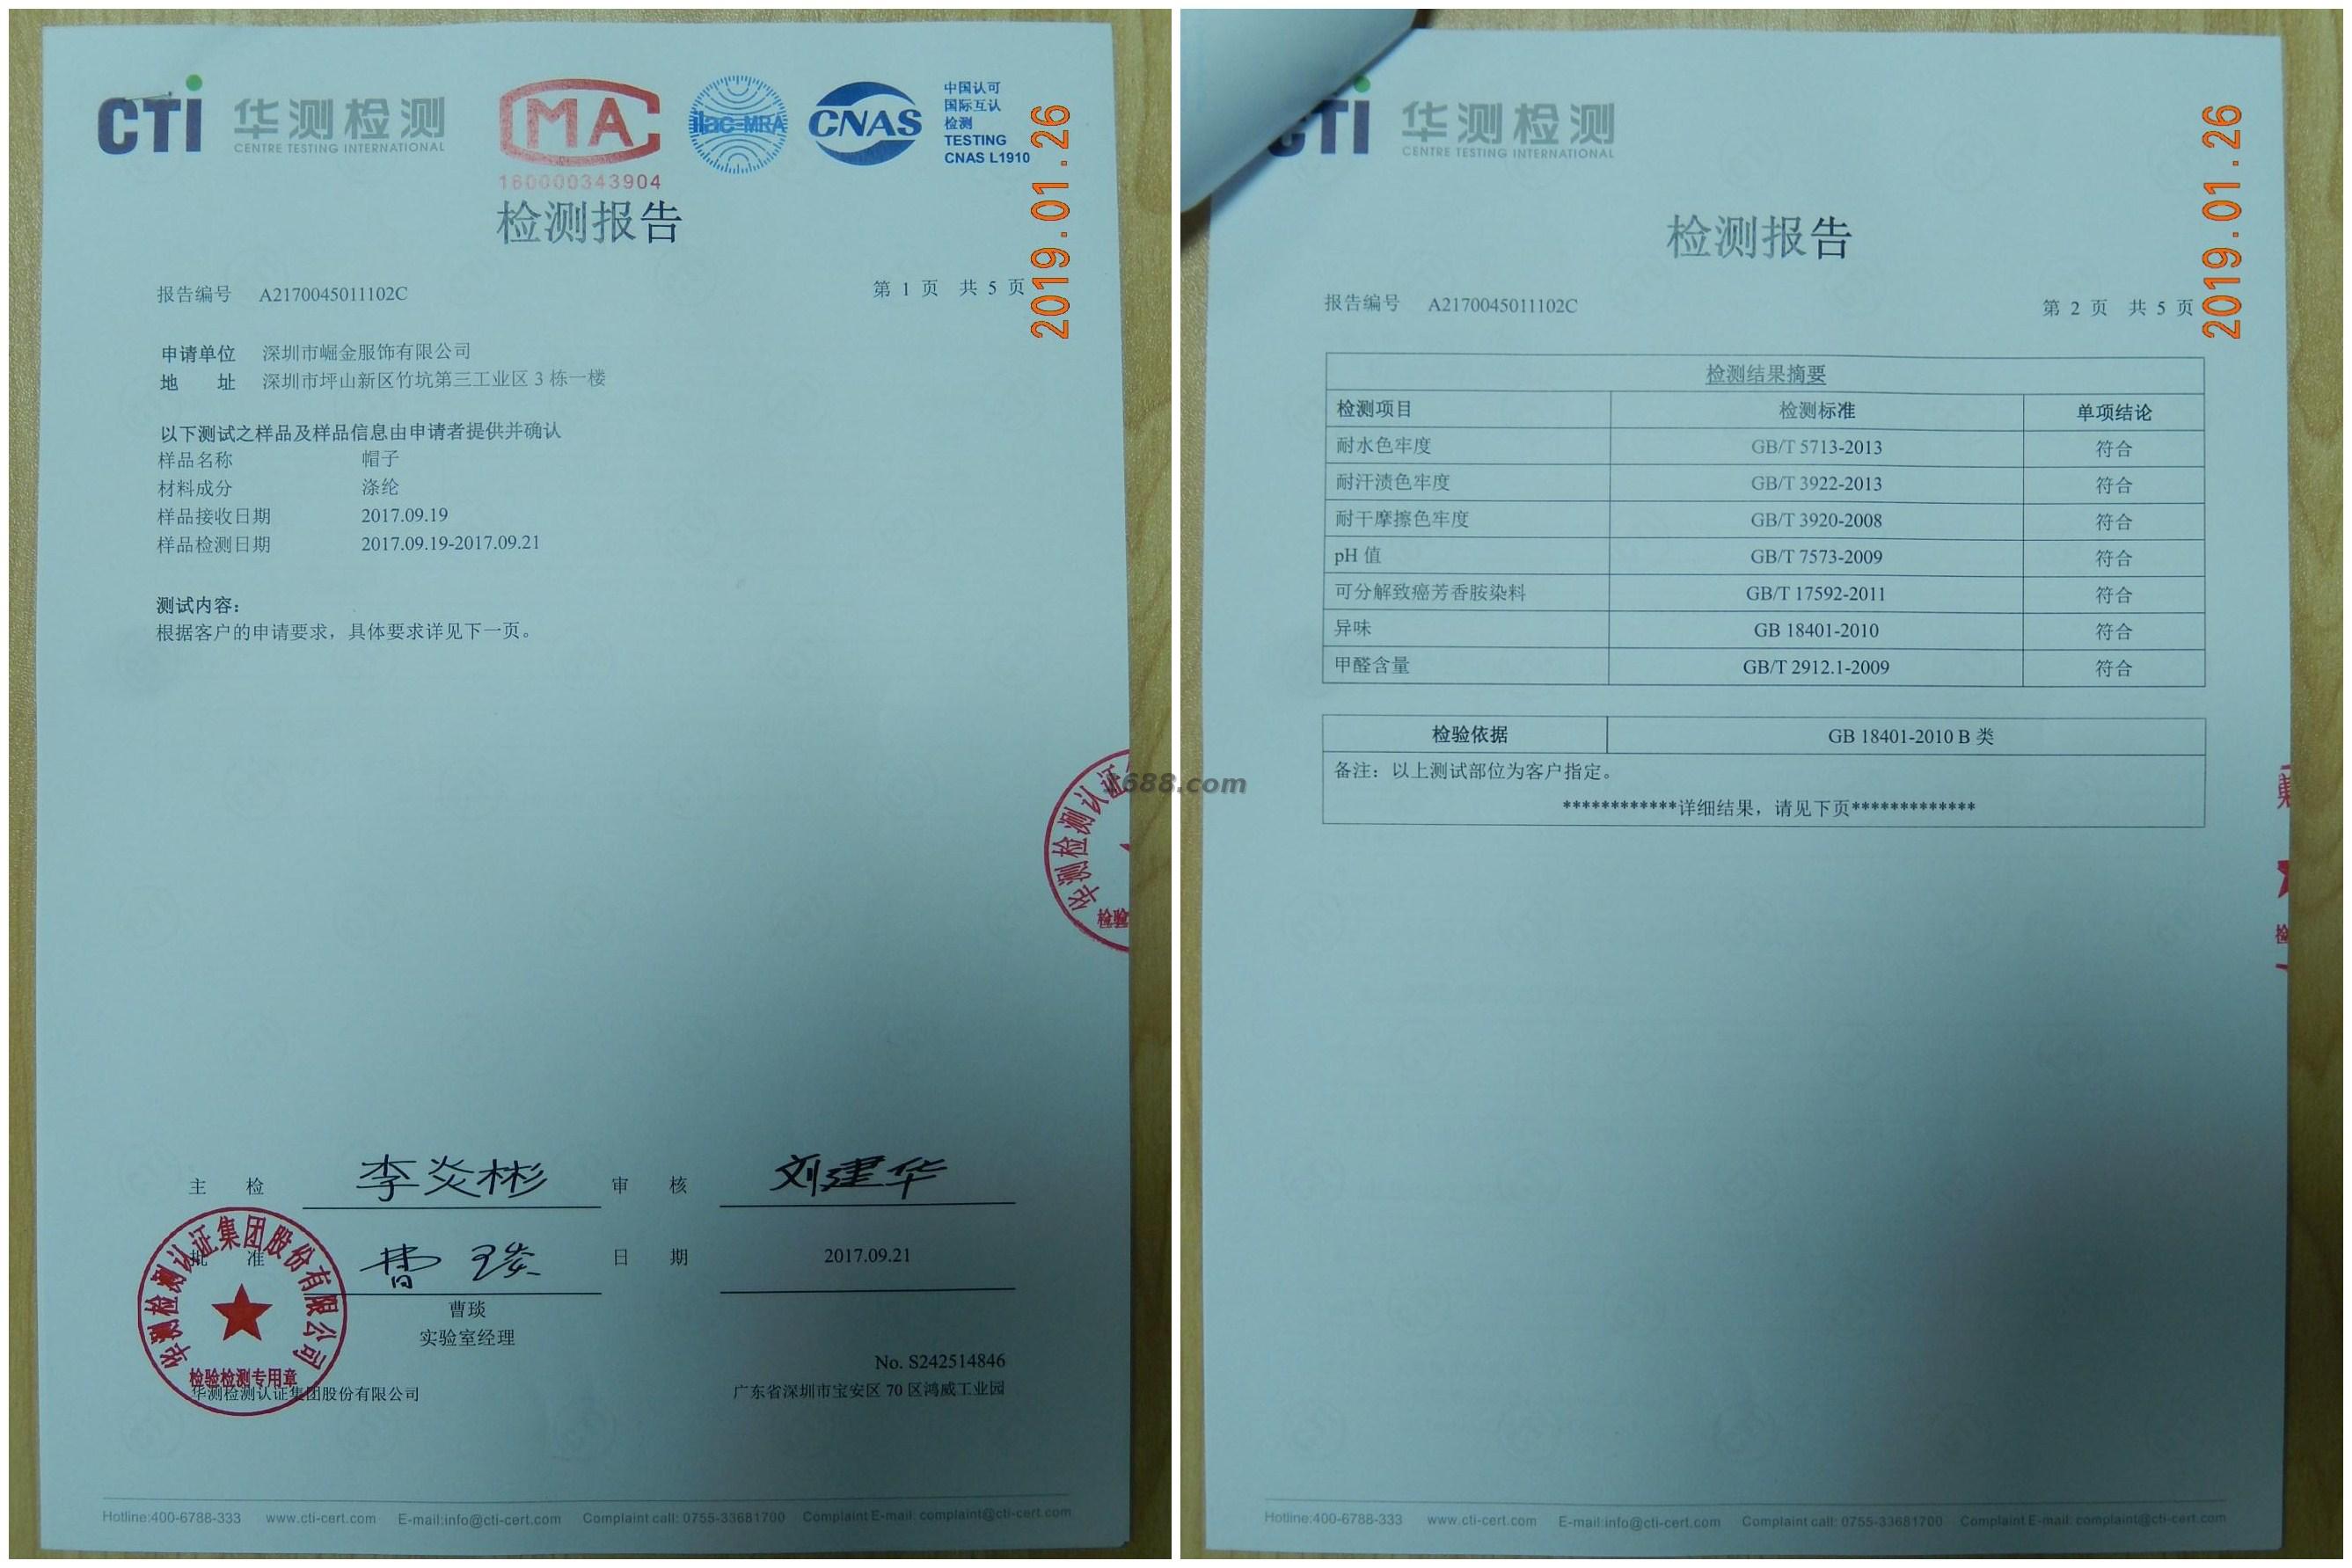 CTi 华测检测
CENTRE TESTING INTERNATIONAL
MA
160000343904
ilac-MRA
CNAS
中国认可
国际互认
检测
TESTING
CNAS L1910
2019.01.26
检测报告
报告编号 A2170045011102C
第 1 页 共 5 页
申请单位 深圳市崛金服饰有限公司
地 址 深圳市坪山新区竹坑第三工业区 3 栋一楼
以下测试之样品及样品信息由申请者提供并确认
样品名称 帽子
材料成分 涤纶
样品接收日期 2017.09.19
样品检测日期 2017.09.19-2017.09.21
测试内容：
根据客户的申请要求，具体要求详见下一页。
华测检测认证
主 检 李炎彬 审 核 刘建华
批 准 曹琰 日 期 2017.09.21
曹琰
实验室经理
华测检测认证集团股份有限公司
检验检测专用章
No. S242514846
华测检测认证集团股份有限公司
广东省深圳市宝安区 70 区鸿威工业园
Hotline:400-6788-333 www.cti-cert.com E-mail:info@cti-cert.com Complaint call: 0755-33681700 Complaint E-mail: complaint@cti-cert.com
1688.com
CTi 华测检测
CENTRE TESTING INTERNATIONAL
2019.01.26
检测报告
报告编号 A2170045011102C
第 2 页 共 5 页
检测结果摘要
检测项目 检测标准 单项结论
耐水色牢度 GB/T 5713-2013 符合
耐汗渍色牢度 GB/T 3922-2013 符合
耐干摩擦色牢度 GB/T 3920-2008 符合
pH 值 GB/T 7573-2009 符合
可分解致癌芳香胺染料 GB/T 17592-2011 符合
异味 GB 18401-2010 符合
甲醛含量 GB/T 2912.1-2009 符合
检验依据 GB 18401-2010 B 类
备注：以上测试部位为客户指定。
************详细结果，请见下页*************
Hotline:400-6788-333 www.cti-cert.com E-mail:info@cti-cert.com Complaint call: 0755-33681700 Complaint E-mail: complaint@cti-cert.com